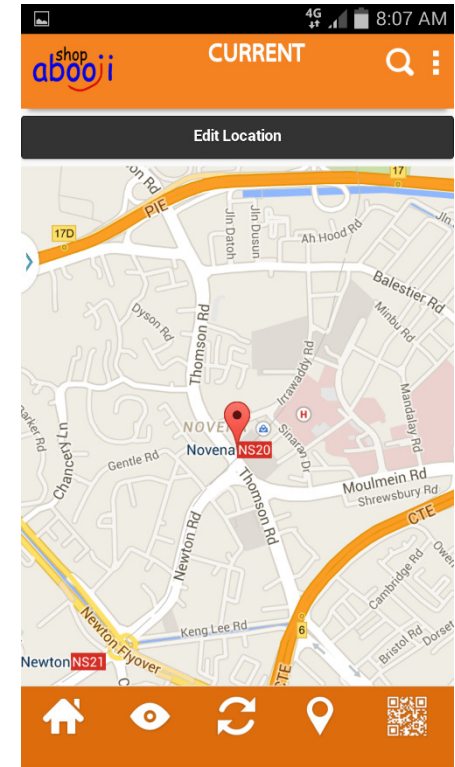 4G 8:07 AM
shop
abooji
CURRENT
Edit Location
17
PIE
17D
Jln Datoh
Jln Dusun
Ah Hood Rd
Balestier Rd
Dyson Rd
Thomson Rd
Minbu Rd
Irrawaddy Rd
Mandalay Rd
H
Sinaran Dr
Novena NS20
Chancery Ln
Gentle Rd
Thomson Rd
Moulmein Rd
Shrewsbury Rd
CTE
Newton Rd
Cambridge Rd
Newton Flyover
Keng Lee Rd
6
Bristol Rd
Dorset
Newton NS21
CTE